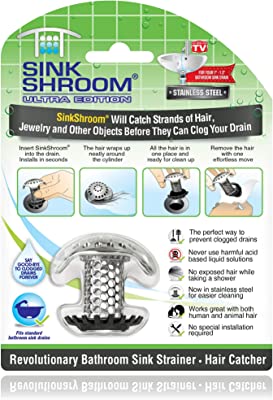 SINK
SHROOM®
ULTRA EDITION
AS SEEN ON
TV
FOR YOUR 1" - 1.5"
BATHROOM SINK DRAIN
STAINLESS STEEL
SinkShroom® Will Catch Strands of Hair,
Jewelry and Other Objects Before They Can Clog Your Drain
Insert SinkShroom®
into the drain.
Installs in seconds
The hair wraps up
neatly around
the cylinder
All the hair is in
one place and
ready for clean up
Remove the hair
with one
effortless move
SAY
GOOD-BYE
TO CLOGGED
DRAINS
FOREVER
Fits standard
bathroom sink drains
The perfect way to
prevent clogged drains
Never use harmful acid
based liquid solutions
No exposed hair while
taking a shower
Now in stainless steel
for easier cleaning
Works great with both
human and animal hair
No special installation
required
Revolutionary Bathroom Sink Strainer • Hair Catcher